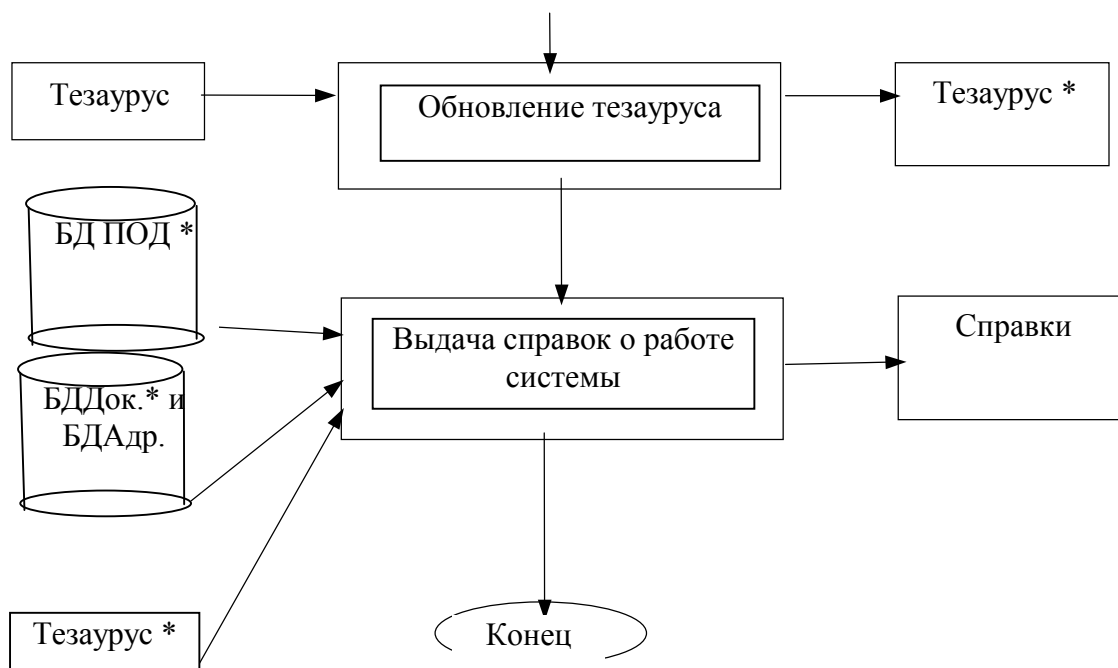 Тезаурус
Обновление тезауруса
Тезаурус *
БД ПОД *
Выдача справок о работе
системы
Справки
БДДок.* и
БДАдр.
Тезаурус *
Конец